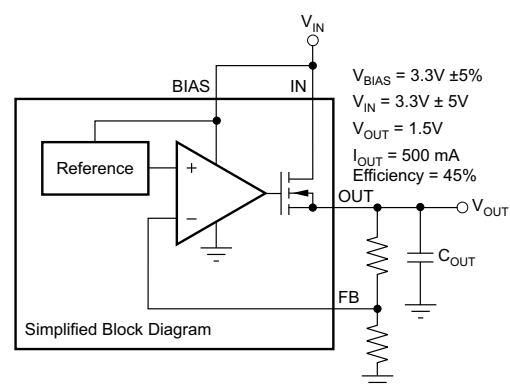 V_IN
BIAS
IN
V_BIAS = 3.3V ±5%
V_IN = 3.3V ± 5V
V_OUT = 1.5V
I_OUT = 500 mA
Efficiency = 45%
Reference
+
−
OUT
V_OUT
C_OUT
FB
Simplified Block Diagram